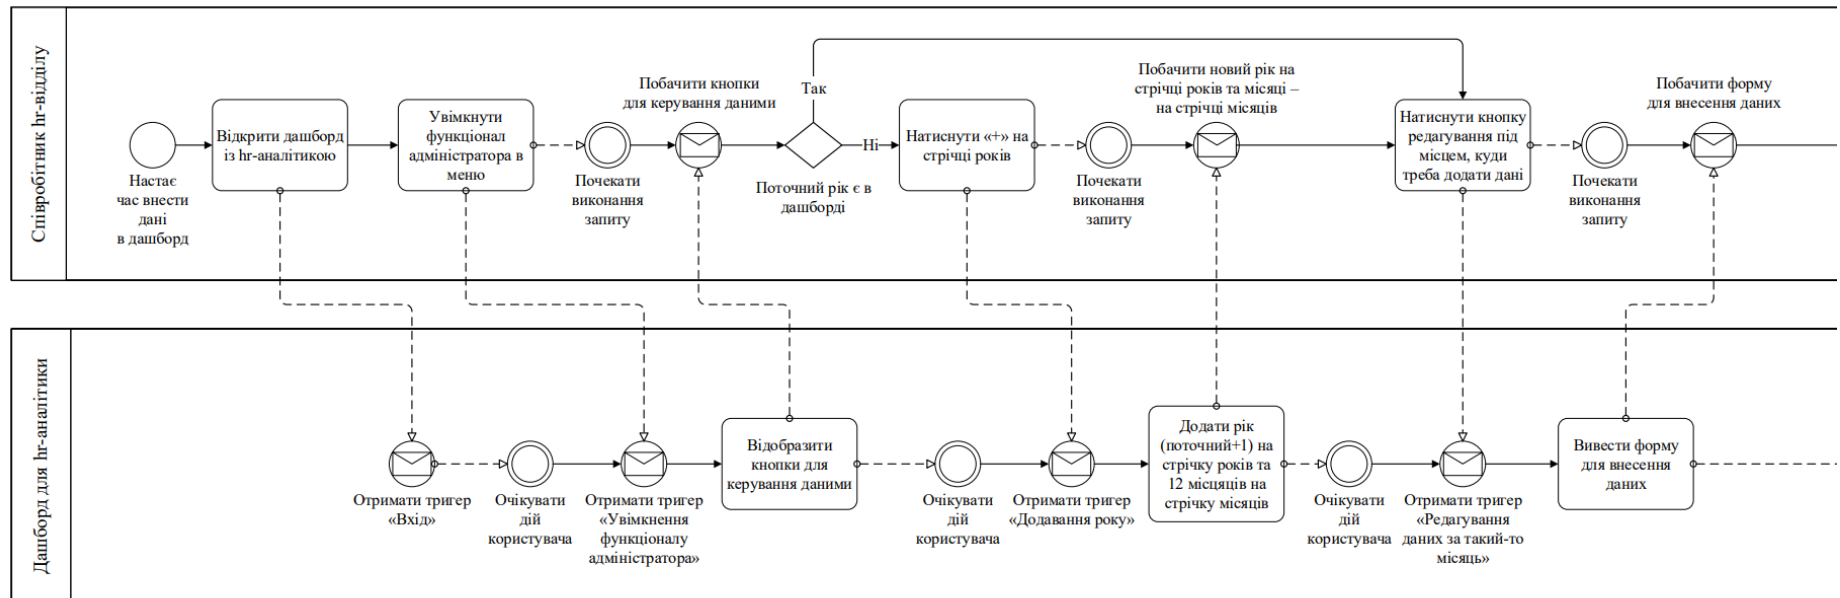 Співробітник hr-відділу
Настає
час внести
дані
в дашборд
Відкрити дашборд
із hr-аналітикою
Увімкнути
функціонал
адміністратора в
меню
Почекати
виконання
запиту
Побачити кнопки
для керування даними
Так
Ні
Поточний рік є в
дашборді
Натиснути «+» на
стрічці років
Почекати
виконання
запиту
Побачити новий рік на
стрічці років та місяці –
на стрічці місяців
Натиснути кнопку
редагування під
місцем, куди
треба додати дані
Почекати
виконання
запиту
Побачити форму
для внесення даних
Дашборд для hr-аналітики
Отримати тригер
«Вхід»
Очікувати
дій
користувача
Отримати тригер
«Увімкнення
функціоналу
адміністратора»
Відобразити
кнопки для
керування даними
Очікувати
дій
користувача
Отримати тригер
«Додавання року»
Додати рік
(поточний+1) на
стрічку років та
12 місцяців на
стрічку місяців
Очікувати
дій
користувача
Отримати тригер
«Редагування
даних за такий-то
місяць»
Вивести форму
для внесення
даних